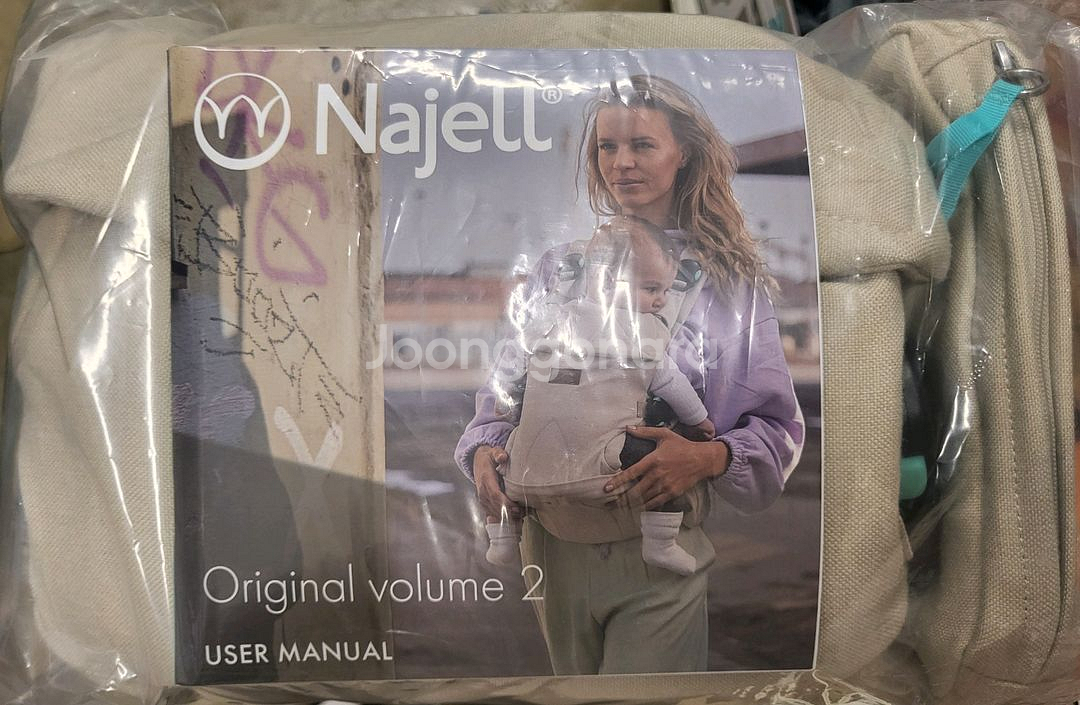 Najell®
Joonggonara
Original volume 2
USER MANUAL